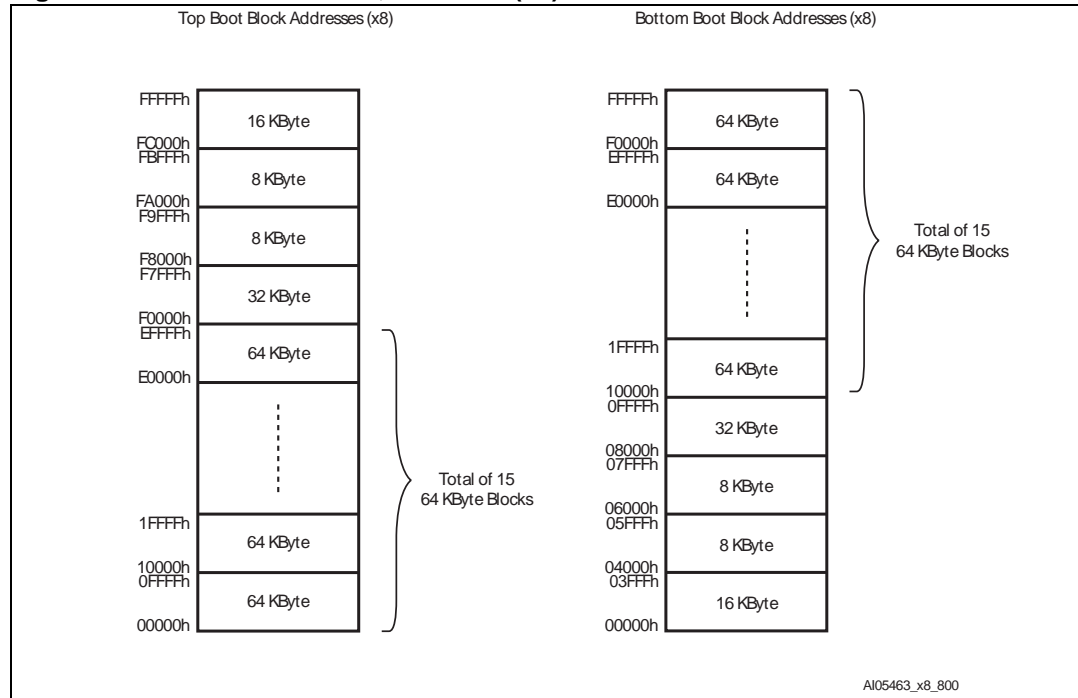 Top Boot Block Addresses (x8)
FFFFFh
16 KByte
FC000h
FBFFFh
8 KByte
FA000h
F9FFFh
8 KByte
F8000h
F7FFFh
32 KByte
F0000h
EFFFFh
64 KByte
E0000h
Total of 15
64 KByte Blocks
1FFFFh
64 KByte
10000h
0FFFFh
64 KByte
00000h
Bottom Boot Block Addresses (x8)
FFFFFh
64 KByte
F0000h
EFFFFh
64 KByte
E0000h
Total of 15
64 KByte Blocks
1FFFFh
64 KByte
10000h
0FFFFh
32 KByte
08000h
07FFFh
8 KByte
06000h
05FFFh
8 KByte
04000h
03FFFh
16 KByte
00000h
AI05463_x8_800